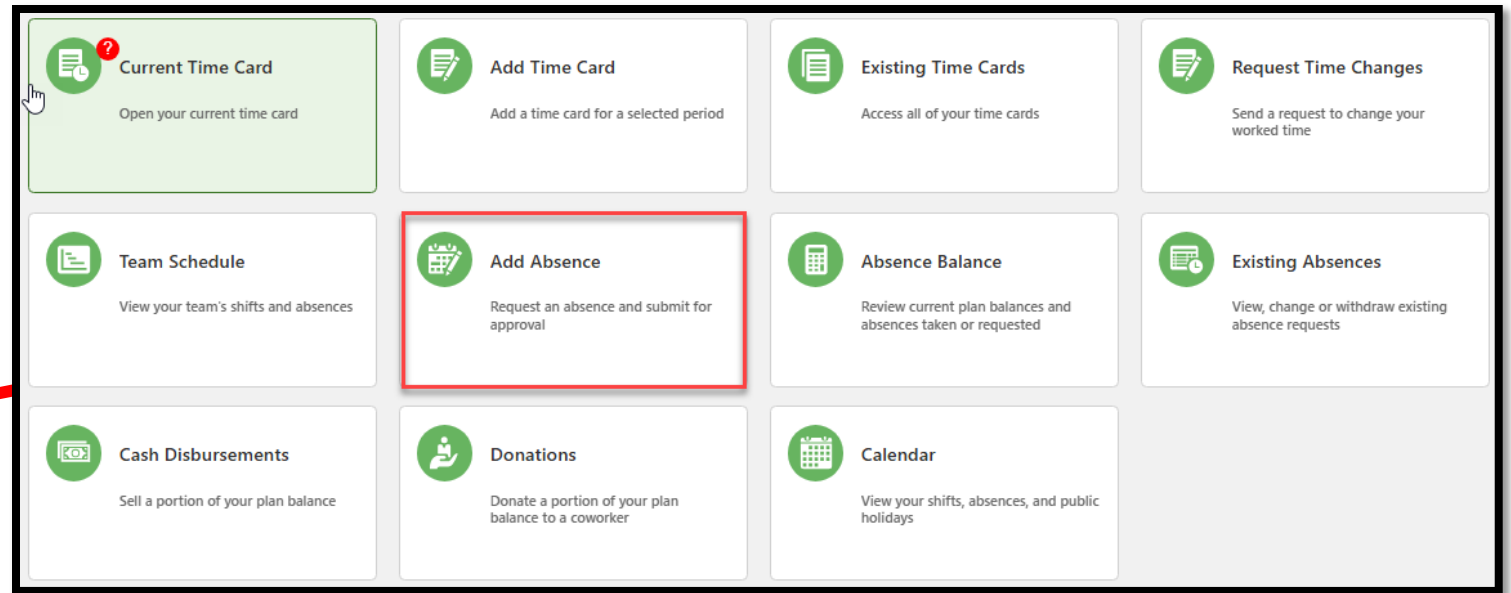 ?
Current Time Card
Open your current time card
Add Time Card
Add a time card for a selected period
Existing Time Cards
Access all of your time cards
Request Time Changes
Send a request to change your
worked time
Team Schedule
View your team's shifts and absences
Add Absence
Request an absence and submit for
approval
Absence Balance
Review current plan balances and
absences taken or requested
Existing Absences
View, change or withdraw existing
absence requests
Cash Disbursements
Sell a portion of your plan balance
Donations
Donate a portion of your plan
balance to a coworker
Calendar
View your shifts, absences, and public
holidays